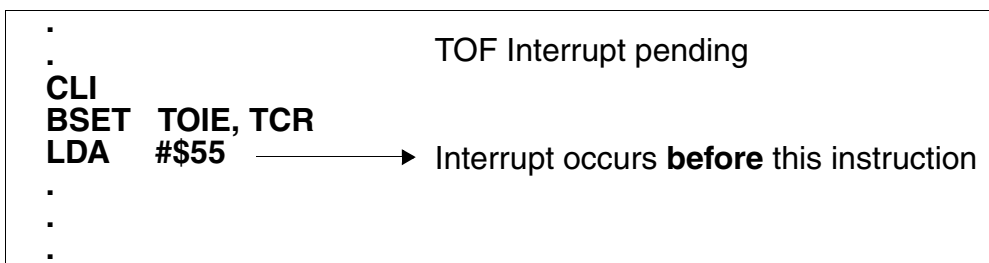 .
. TOF Interrupt pending
CLI
BSET TOIE, TCR
LDA #$55 Interrupt occurs before this instruction
.
.
.